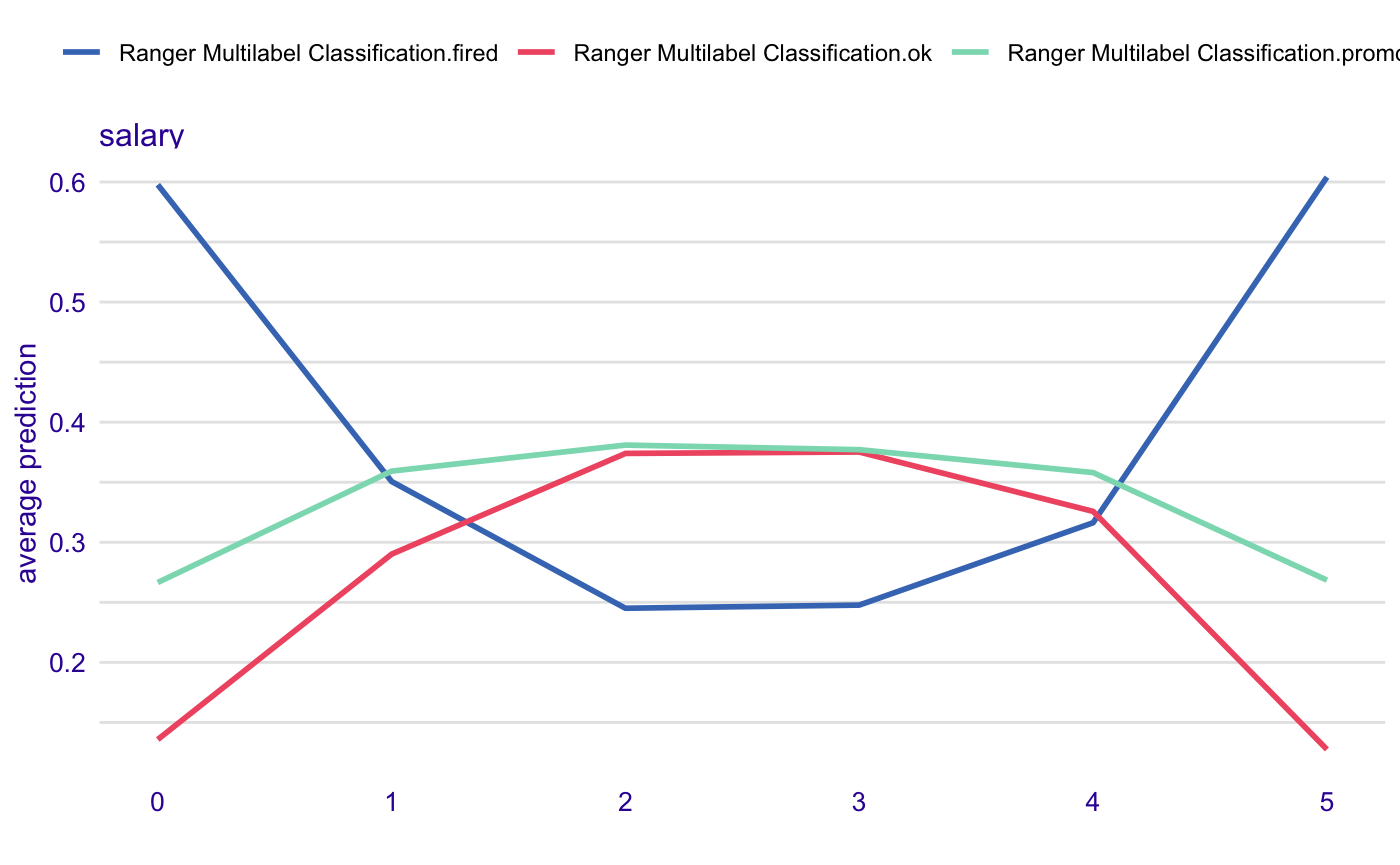 Ranger Multilabel Classification.fired Ranger Multilabel Classification.ok Ranger Multilabel Classification.promo
salary
0.6
0.5
0.4
0.3
0.2
average prediction
0 1 2 3 4 5